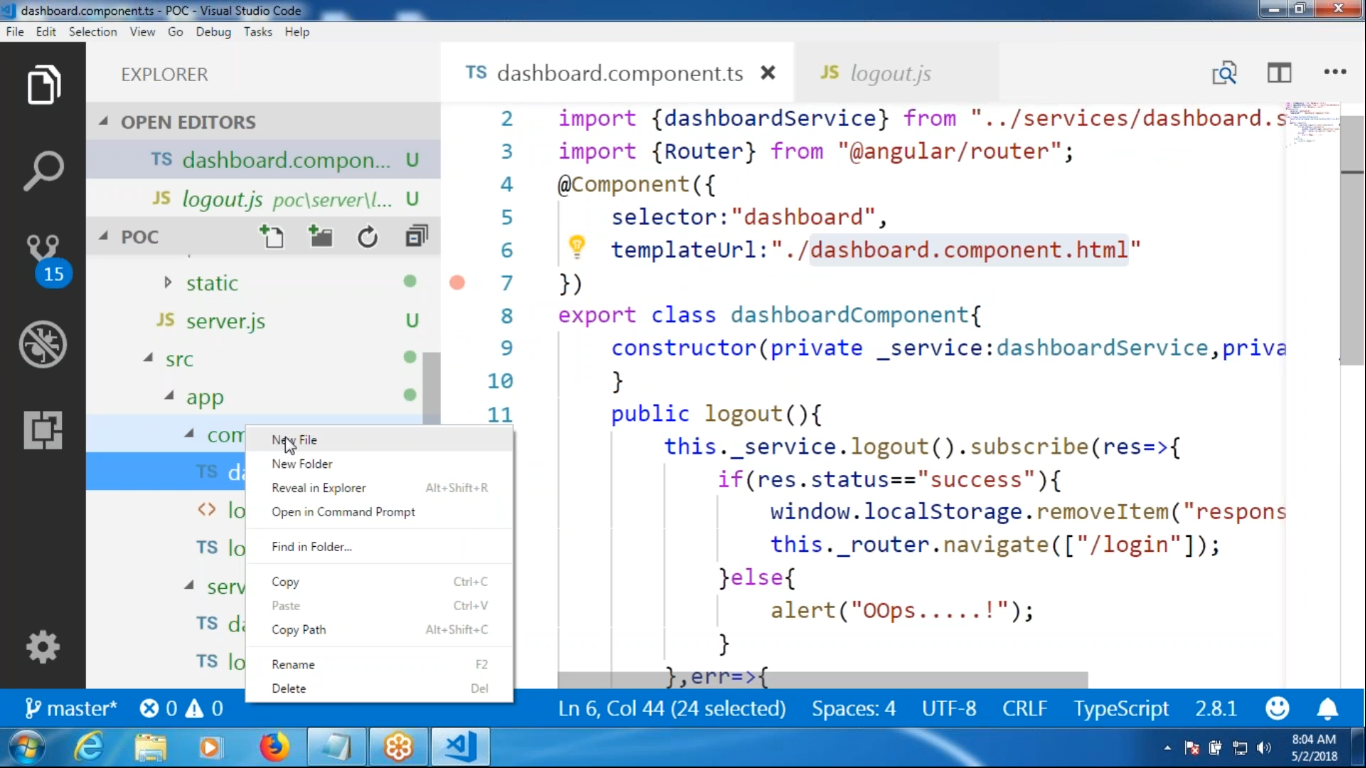 dashboard.component.ts - POC - Visual Studio Code
File Edit Selection View Go Debug Tasks Help
EXPLORER
TS dashboard.component.ts
JS logout.js
OPEN EDITORS
TS dashboard.compon... U
JS logout.js poc\server\l... U
POC
static
JS server.js U
src
app
com
TS da
<> lo
TS lo
serv
TS da
TS lo
15
New File
New Folder
Reveal in Explorer Alt+Shift+R
Open in Command Prompt
Find in Folder...
Copy Ctrl+C
Paste Ctrl+V
Copy Path Alt+Shift+C
Rename F2
Delete Del
2 import {dashboardService} from "../services/dashboard.s
3 import {Router} from "@angular/router";
4 @Component({
5 selector:"dashboard",
6 templateUrl:"./dashboard.component.html"
7 })
8 export class dashboardComponent{
9 constructor(private _service:dashboardService,priva
10 }
11 public logout(){
this._service.logout().subscribe(res=>{
if(res.status=="success"){
window.localStorage.removeItem("respons
this._router.navigate(["/login"]);
}else{
alert("OOps.....!");
}
},err=>{
master* 0 0 Ln 6, Col 44 (24 selected) Spaces: 4 UTF-8 CRLF TypeScript 2.8.1
8:04 AM
5/2/2018